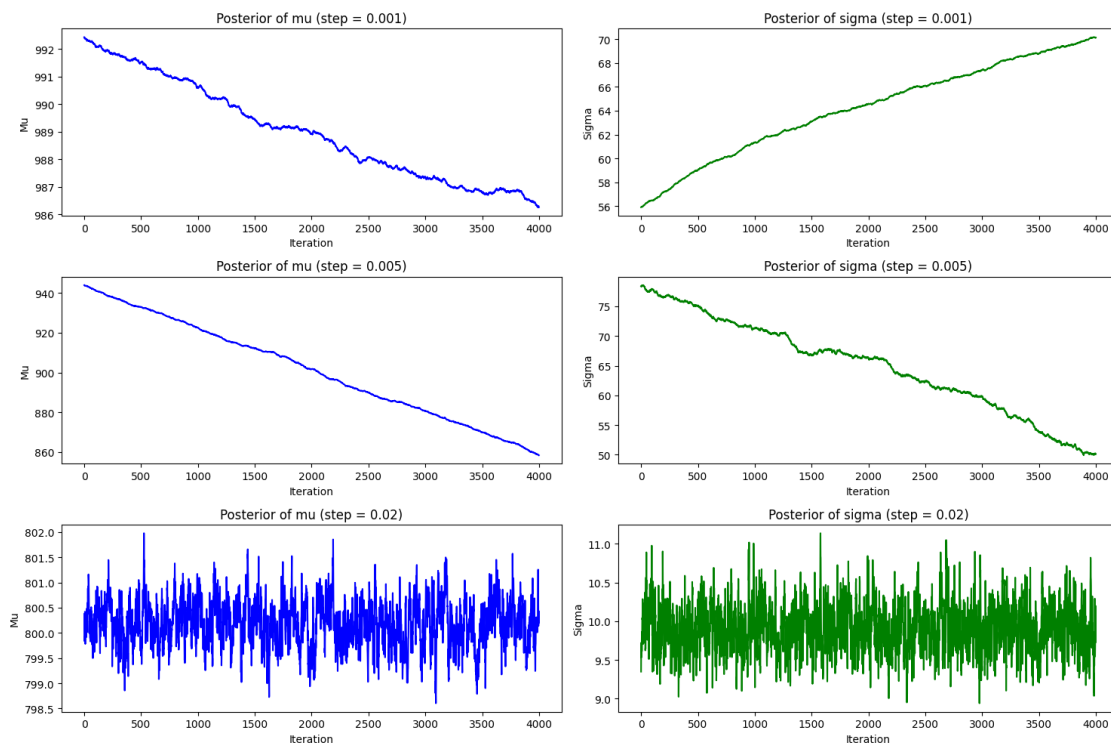 Posterior of mu (step = 0.001)
Mu
992
991
990
989
988
987
986
0 500 1000 1500 2000 2500 3000 3500 4000
Iteration
Posterior of sigma (step = 0.001)
Sigma
70
68
66
64
62
60
58
56
0 500 1000 1500 2000 2500 3000 3500 4000
Iteration
Posterior of mu (step = 0.005)
Mu
940
920
900
880
860
0 500 1000 1500 2000 2500 3000 3500 4000
Iteration
Posterior of sigma (step = 0.005)
Sigma
75
70
65
60
55
50
0 500 1000 1500 2000 2500 3000 3500 4000
Iteration
Posterior of mu (step = 0.02)
Mu
802.0
801.5
801.0
800.5
800.0
799.5
799.0
798.5
0 500 1000 1500 2000 2500 3000 3500 4000
Iteration
Posterior of sigma (step = 0.02)
Sigma
11.0
10.5
10.0
9.5
9.0
0 500 1000 1500 2000 2500 3000 3500 4000
Iteration